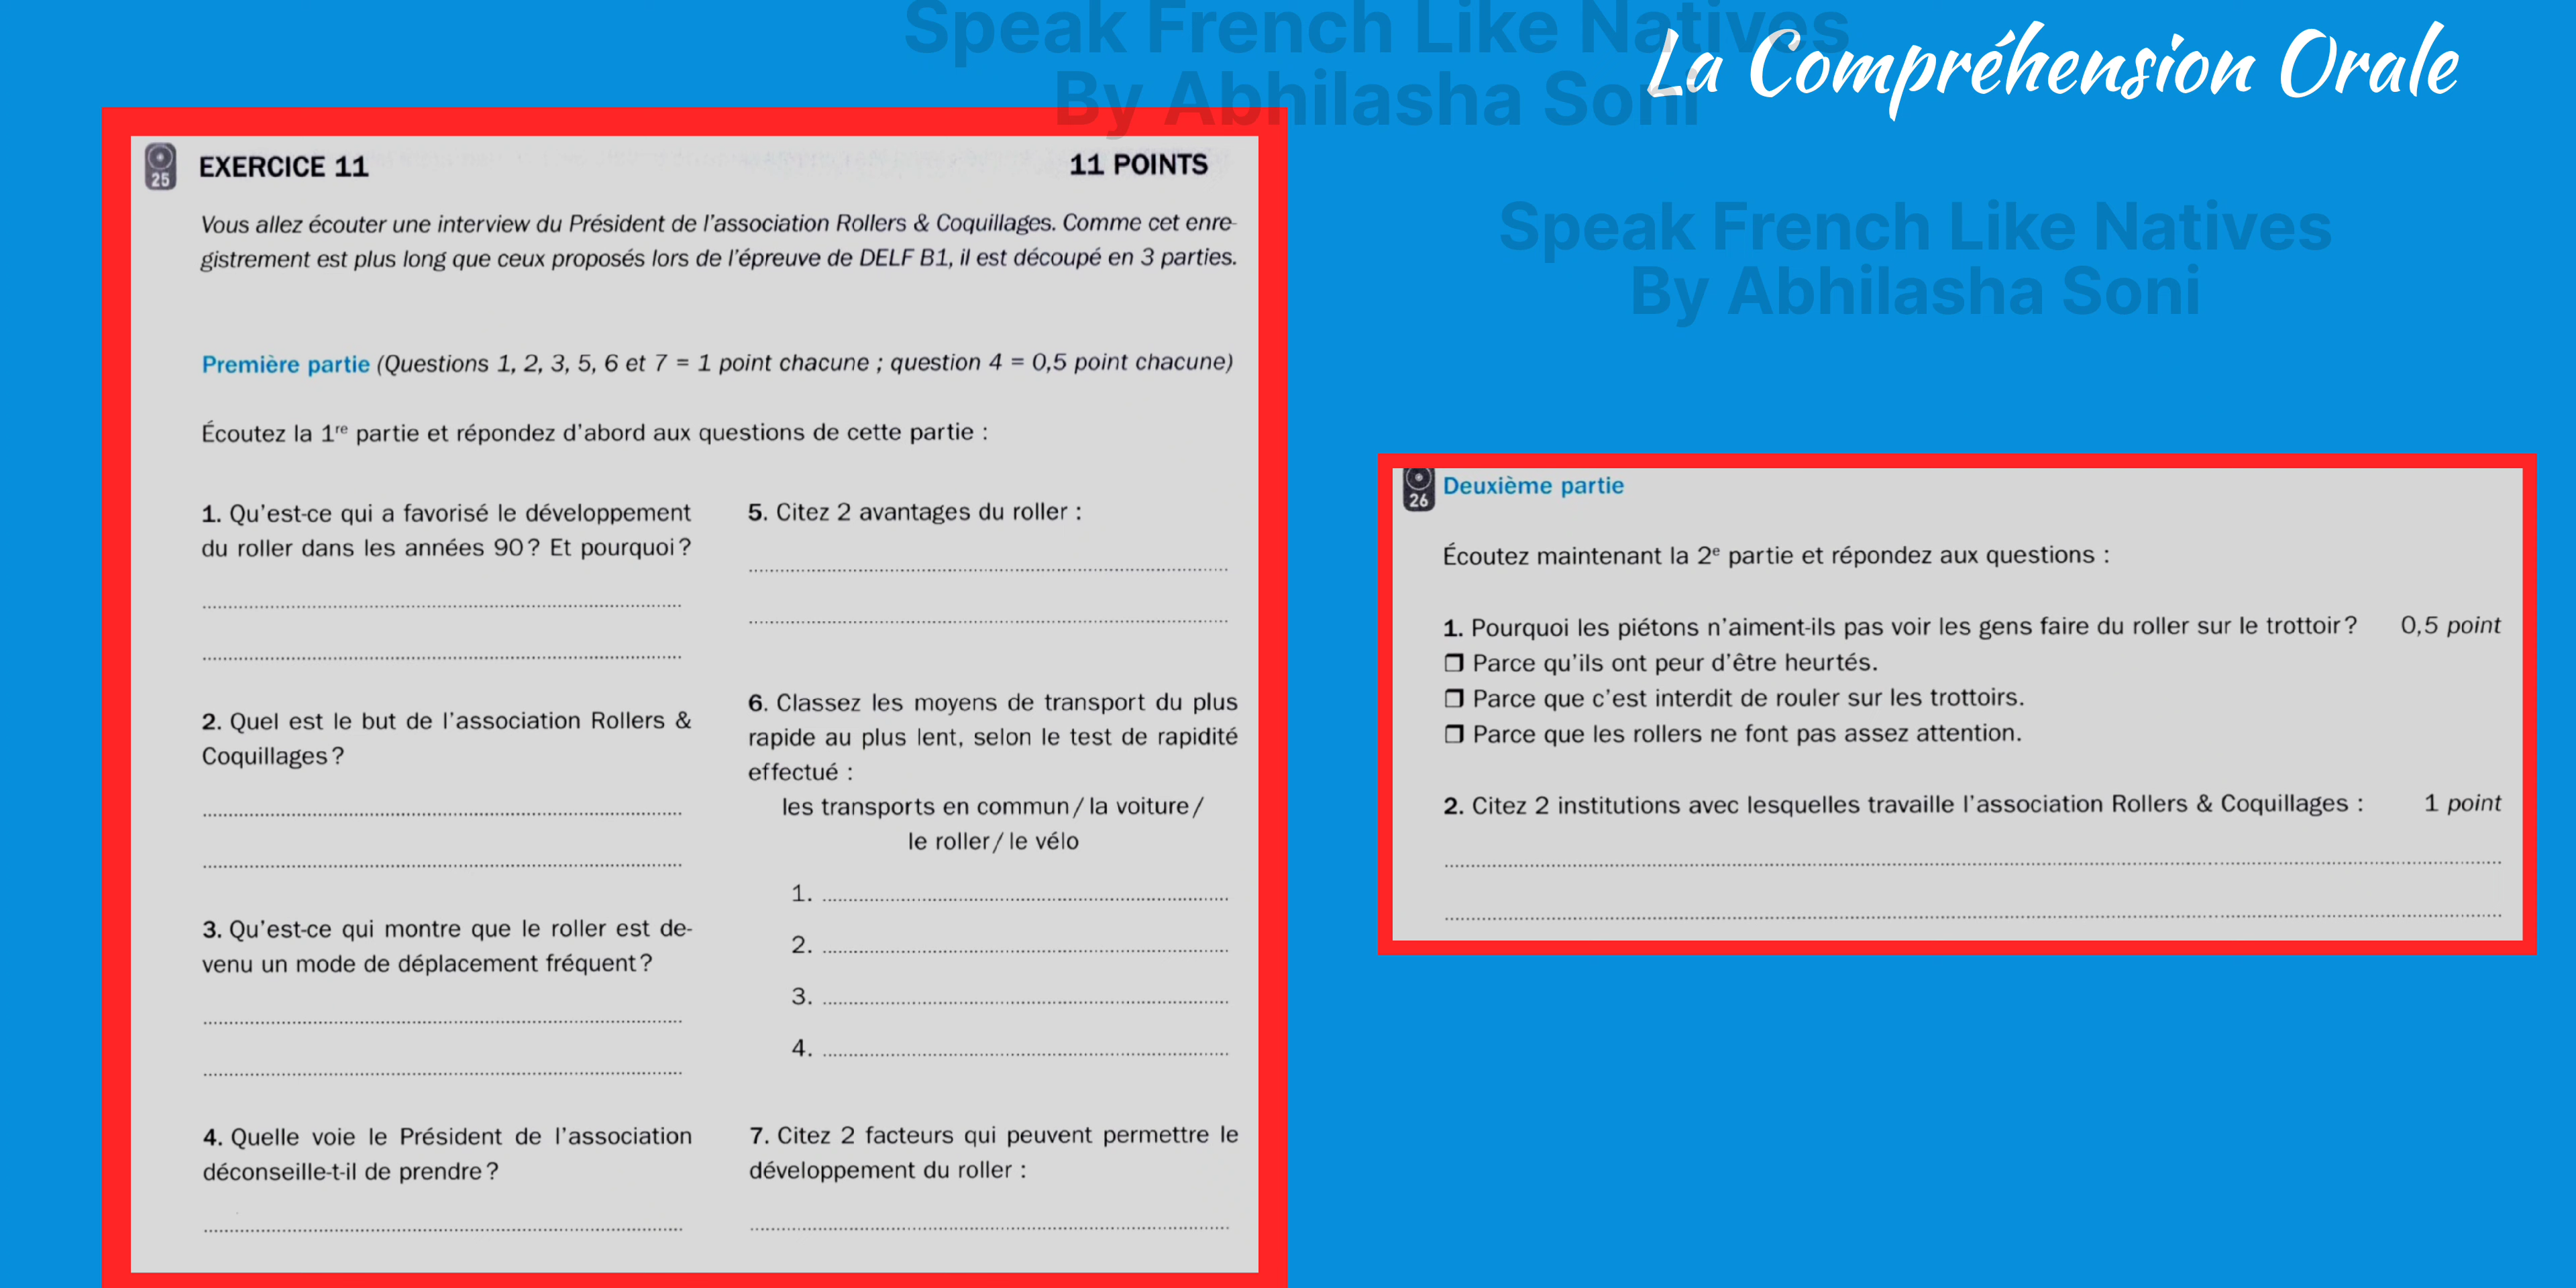 Speak French Like Natives
By Abhilasha Soni
La Compréhension Orale
Speak French Like Natives
By Abhilasha Soni
25
EXERCICE 11
11 POINTS
Vous allez écouter une interview du Président de l'association Rollers & Coquillages. Comme cet enre-
gistrement est plus long que ceux proposés lors de l'épreuve de DELF B1, il est découpé en 3 parties.
Première partie (Questions 1, 2, 3, 5, 6 et 7 = 1 point chacune ; question 4 = 0,5 point chacune)
Écoutez la 1re partie et répondez d'abord aux questions de cette partie :
1. Qu'est-ce qui a favorisé le développement
du roller dans les années 90? Et pourquoi?
2. Quel est le but de l'association Rollers &
Coquillages?
3. Qu'est-ce qui montre que le roller est de-
venu un mode de déplacement fréquent?
4. Quelle voie le Président de l'association
déconseille-t-il de prendre?
5. Citez 2 avantages du roller :
6. Classez les moyens de transport du plus
rapide au plus lent, selon le test de rapidité
effectué :
les transports en commun/ la voiture/
le roller/ le vélo
1.
2.
3.
4.
7. Citez 2 facteurs qui peuvent permettre le
développement du roller :
26
Deuxième partie
Écoutez maintenant la 2e partie et répondez aux questions :
1. Pourquoi les piétons n'aiment-ils pas voir les gens faire du roller sur le trottoir? 0,5 point
❒ Parce qu'ils ont peur d'être heurtés.
❒ Parce que c'est interdit de rouler sur les trottoirs.
❒ Parce que les rollers ne font pas assez attention.
2. Citez 2 institutions avec lesquelles travaille l'association Rollers & Coquillages : 1 point